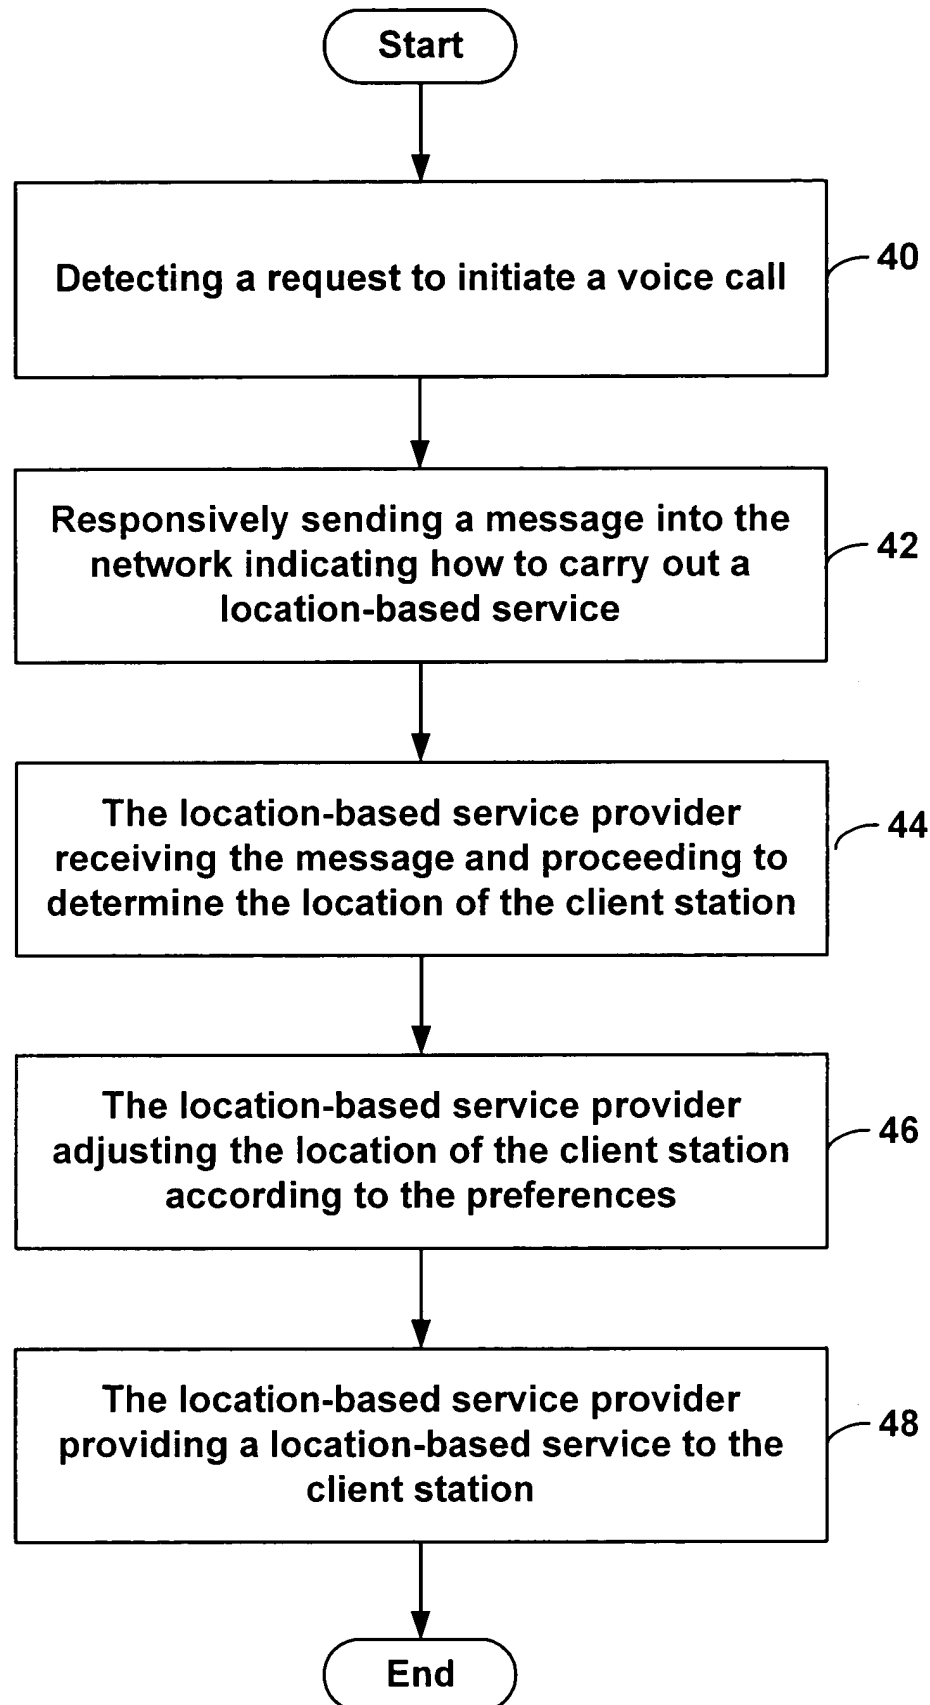 Start
Detecting a request to initiate a voice call
40
Responsively sending a message into the
network indicating how to carry out a
location-based service
42
The location-based service provider
receiving the message and proceeding to
determine the location of the client station
44
The location-based service provider
adjusting the location of the client station
according to the preferences
46
The location-based service provider
providing a location-based service to the
client station
48
End